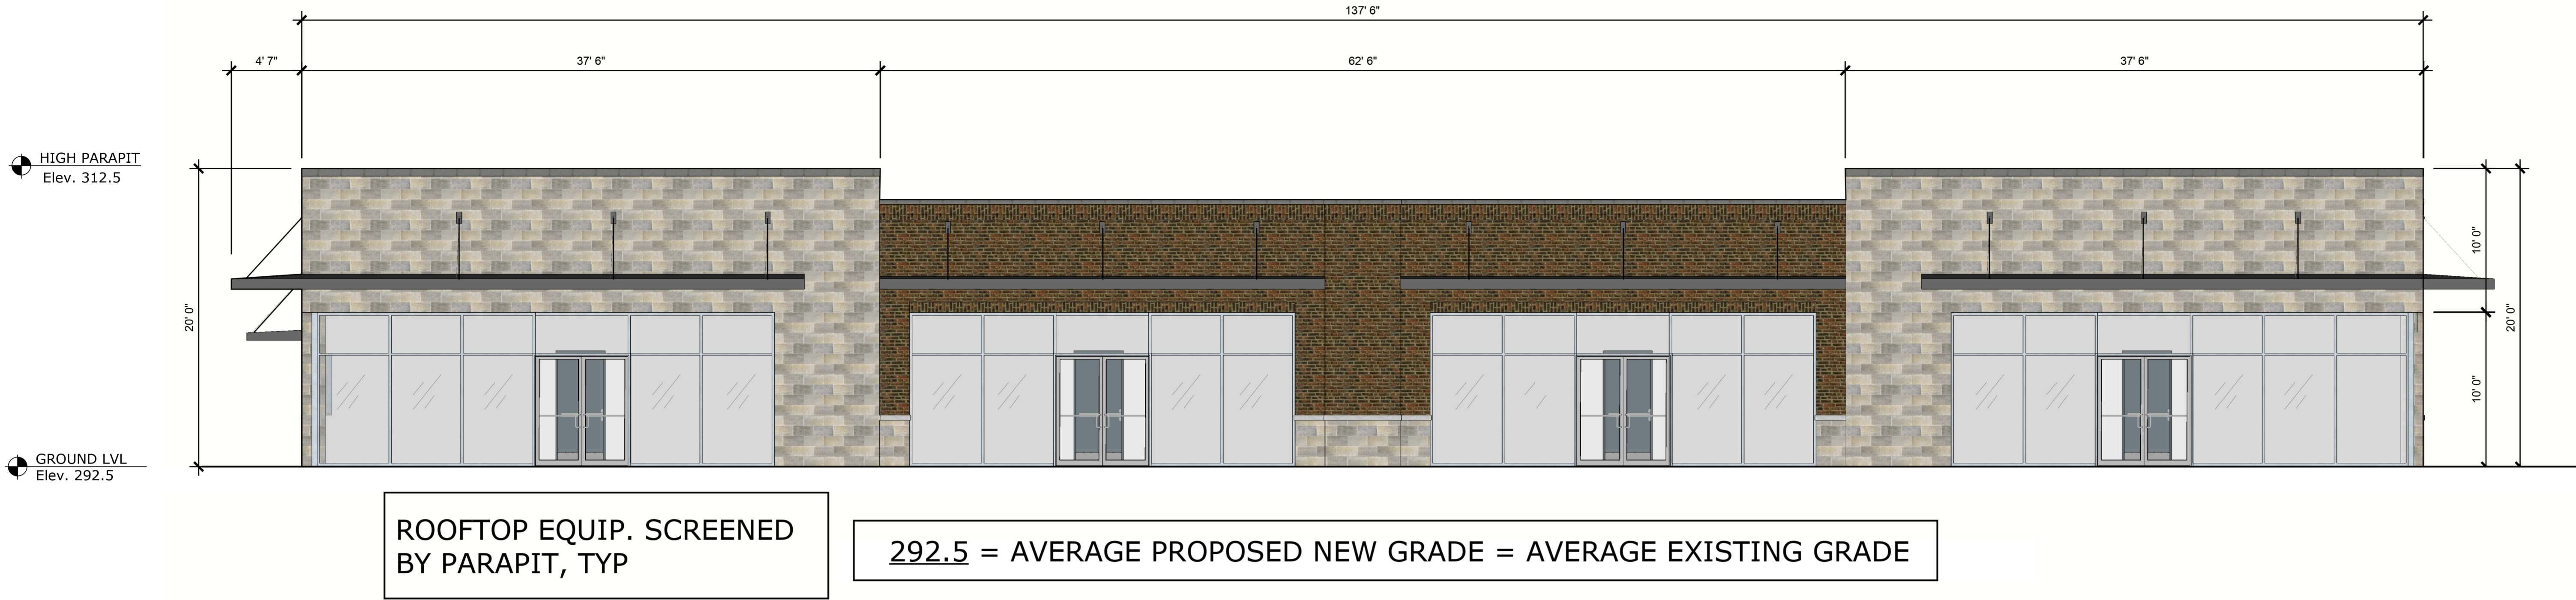 137' 6"
4' 7"
37' 6"
62' 6"
37' 6"
HIGH PARAPIT
Elev. 312.5
20' 0"
10' 0"
20' 0"
10' 0"
GROUND LVL
Elev. 292.5
ROOFTOP EQUIP. SCREENED
BY PARAPIT, TYP
292.5 = AVERAGE PROPOSED NEW GRADE = AVERAGE EXISTING GRADE